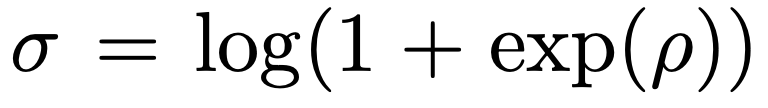 σ = log(1 + exp(ρ))